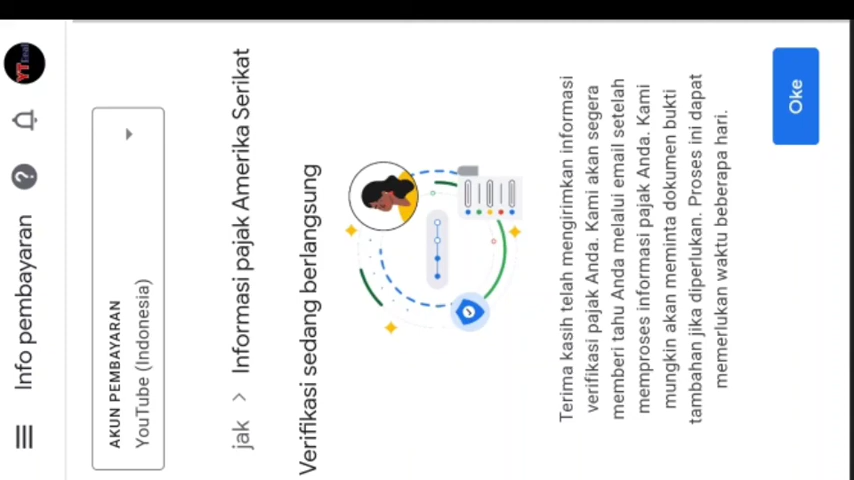 Info pembayaran
?
YT
AKUN PEMBAYARAN
YouTube (Indonesia)
jak > Informasi pajak Amerika Serikat
Verifikasi sedang berlangsung
Terima kasih telah mengirimkan informasi
verifikasi pajak Anda. Kami akan segera
memberi tahu Anda melalui email setelah
memproses informasi pajak Anda. Kami
mungkin akan meminta dokumen bukti
tambahan jika diperlukan. Proses ini dapat
memerlukan waktu beberapa hari.
Oke